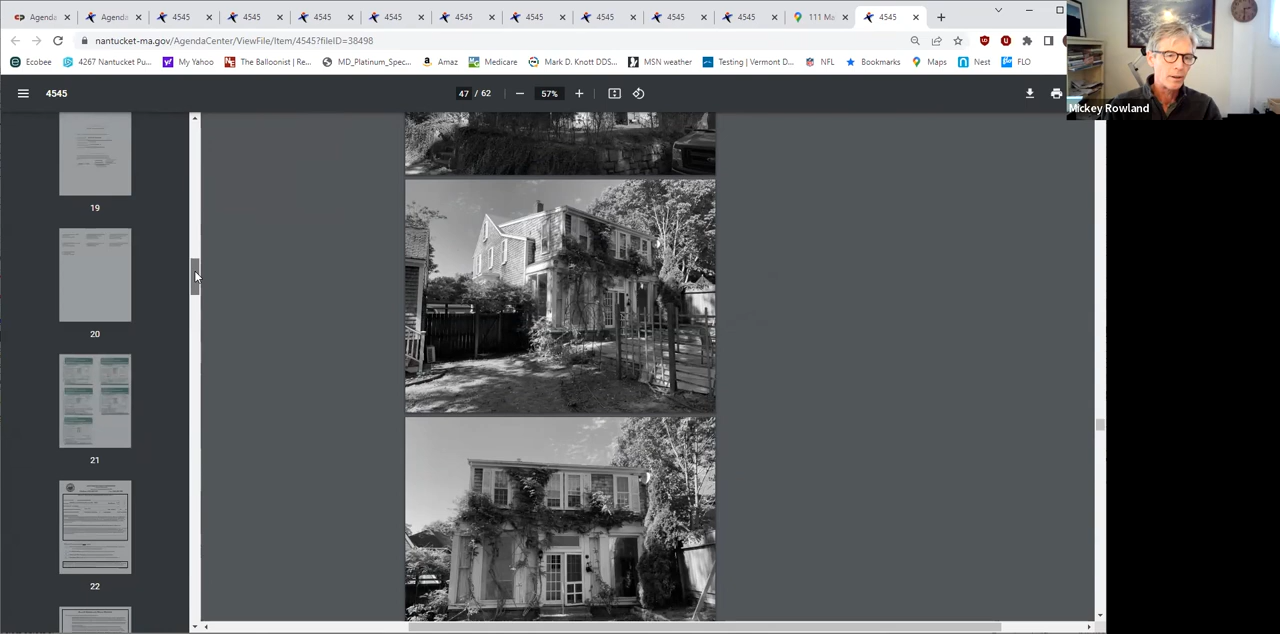 Agenda
Agenda
4545
4545
4545
4545
4545
4545
4545
4545
4545
111 Ma
4545
nantucket-ma.gov/AgendaCenter/ViewFile/Item/4545?fileID=38498
Ecobee
4267 Nantucket Pu...
My Yahoo
The Balloonist | Re...
MD_Platinum_Spec...
Amaz
Medicare
Mark D. Knott DDS...
MSN weather
Testing | Vermont D...
NFL
Bookmarks
Maps
Nest
FLO
4545
47 / 62
57%
Mickey Rowland
19
20
21
22